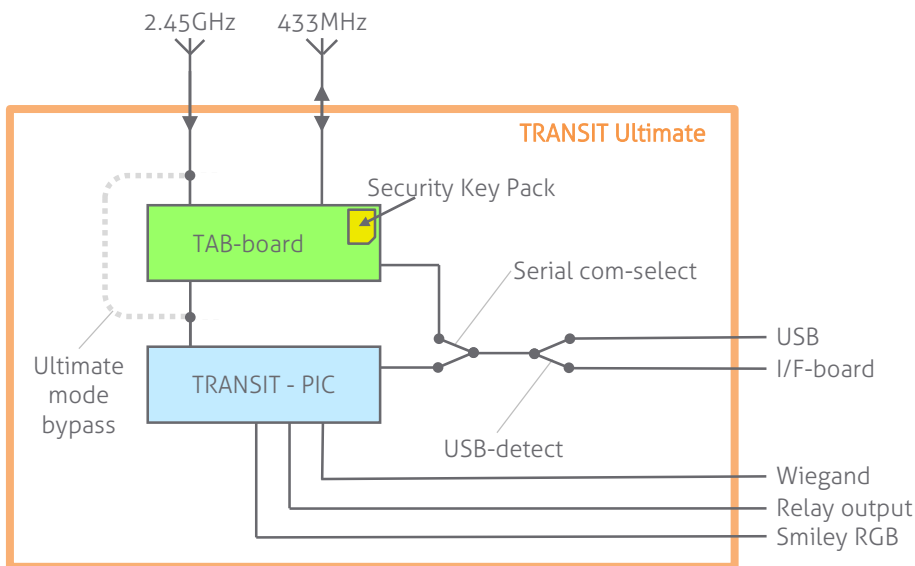 2.45GHz
433MHz
TRANSIT Ultimate
Security Key Pack
TAB-board
Serial com-select
USB
I/F-board
Ultimate
mode
bypass
TRANSIT - PIC
USB-detect
Wiegand
Relay output
Smiley RGB